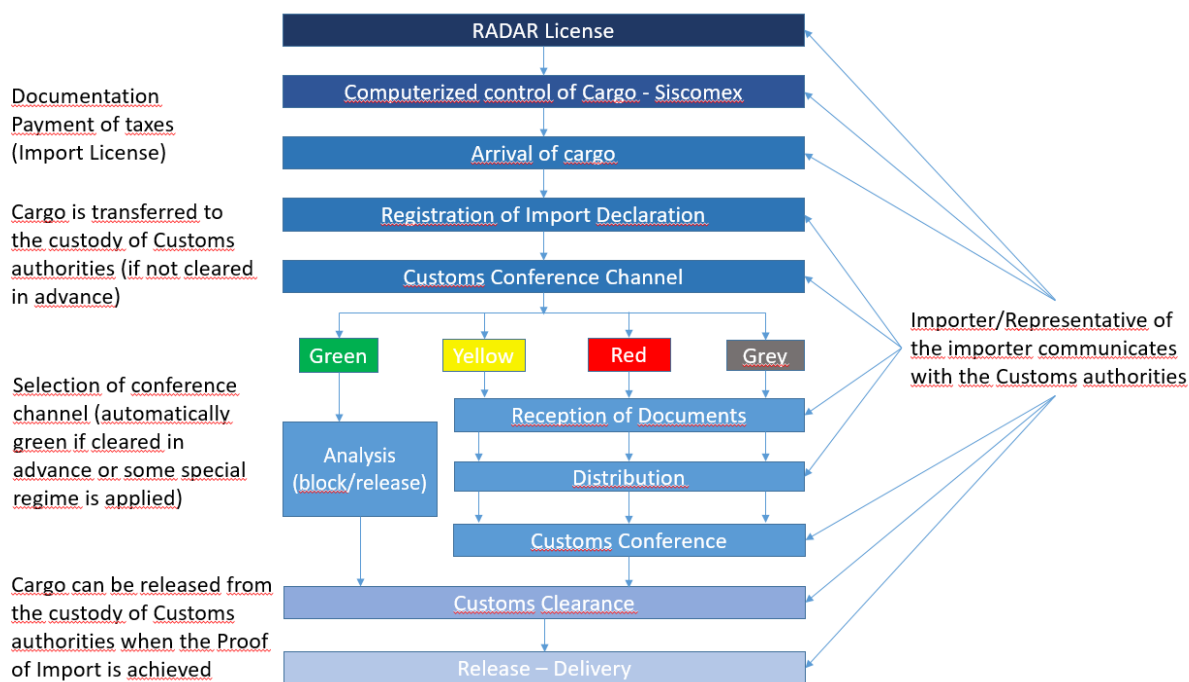 RADAR License
Computerized control of Cargo - Siscomex
Documentation
Payment of taxes
(Import License)
Arrival of cargo
Cargo is transferred to
the custody of Customs
authorities (if not cleared
in advance)
Registration of Import Declaration
Customs Conference Channel
Green
Yellow
Red
Grey
Importer/Representative of
the importer communicates
with the Customs authorities
Selection of conference
channel (automatically
green if cleared in
advance or some special
regime is applied)
Reception of Documents
Analysis
(block/release)
Distribution
Customs Conference
Cargo can be released from
the custody of Customs
authorities when the Proof
of Import is achieved
Customs Clearance
Release – Delivery